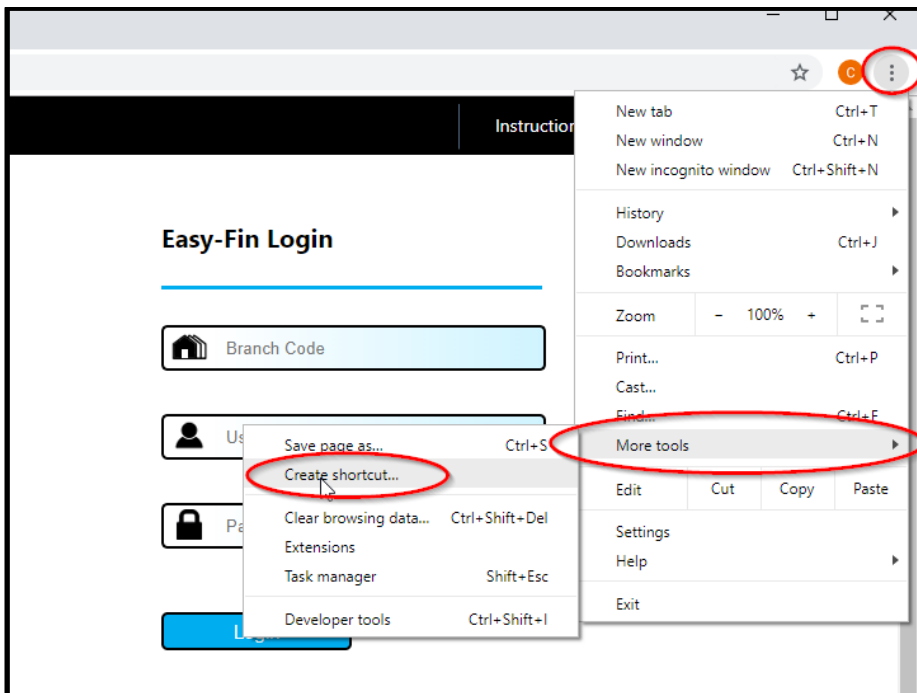 C
Instruction
New tab Ctrl+T
New window Ctrl+N
New incognito window Ctrl+Shift+N
History
Downloads Ctrl+J
Bookmarks
Zoom - 100% +
Print... Ctrl+P
Cast...
Find... Ctrl+F
More tools
Edit Cut Copy Paste
Settings
Help
Exit
Easy-Fin Login
Branch Code
Us
Pa
Login
Save page as... Ctrl+S
Create shortcut...
Clear browsing data... Ctrl+Shift+Del
Extensions
Task manager Shift+Esc
Developer tools Ctrl+Shift+I